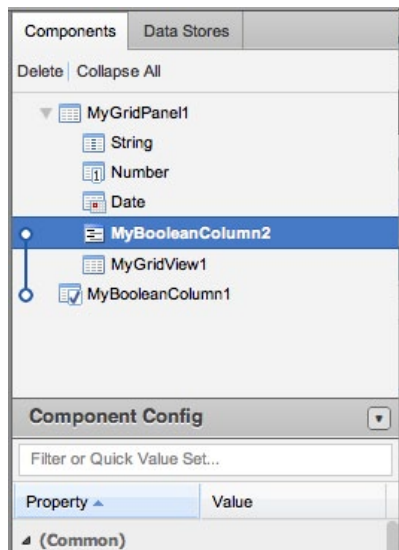 Components Data Stores
Delete Collapse All
MyGridPanel1
String
1 Number
Date
MyBooleanColumn2
MyGridView1
MyBooleanColumn1
Component Config
Filter or Quick Value Set...
Property Value
(Common)